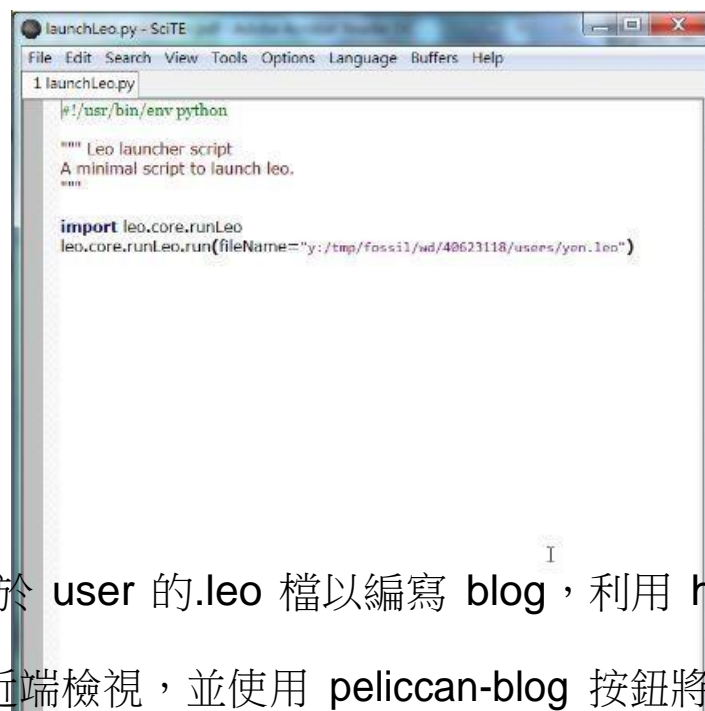 launchLeo.py - SciTE
File Edit Search View Tools Options Language Buffers Help
1 launchLeo.py
#!/usr/bin/env python
""" Leo launcher script
A minimal script to launch leo.
"""
import leo.core.runLeo
leo.core.runLeo.run(fileName="y:/tmp/fossil/wd/40623118/users/yen.leo")
於 user 的.leo 檔以編寫 blog，利用 h
近端檢視，並使用 peliccan-blog 按鈕將